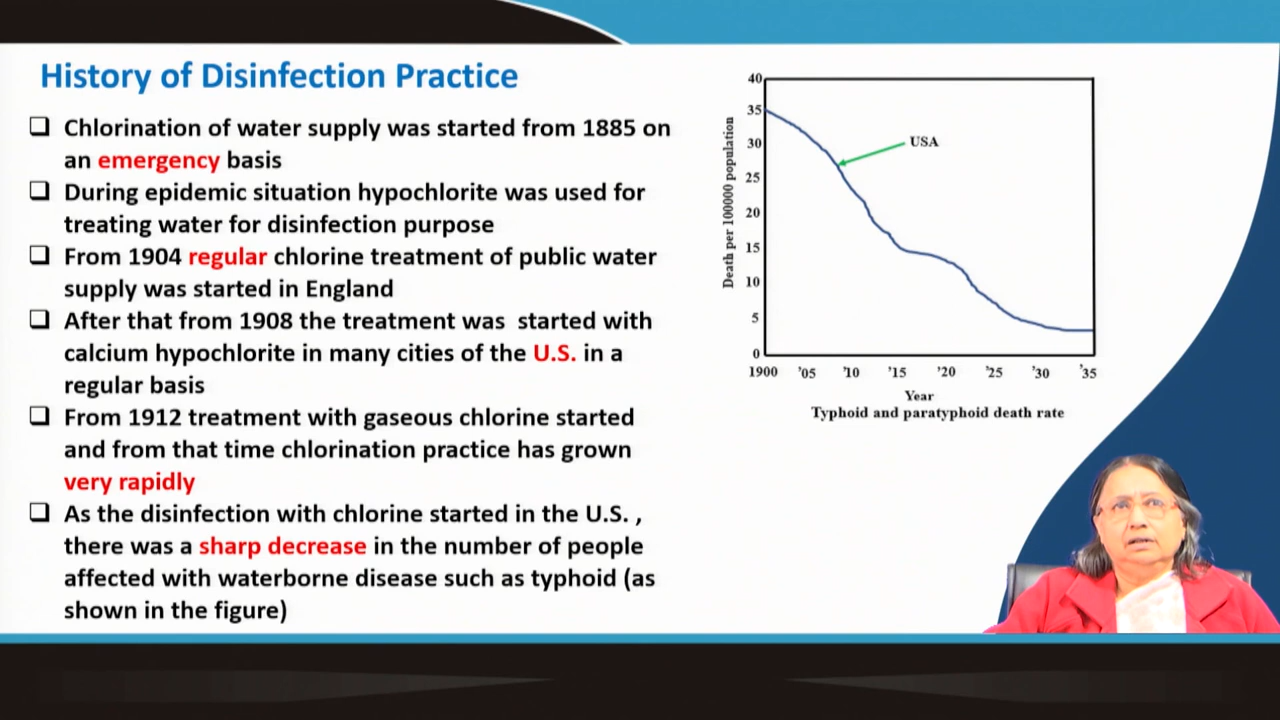 History of Disinfection Practice
❑ Chlorination of water supply was started from 1885 on
an emergency basis
❑ During epidemic situation hypochlorite was used for
treating water for disinfection purpose
❑ From 1904 regular chlorine treatment of public water
supply was started in England
❑ After that from 1908 the treatment was started with
calcium hypochlorite in many cities of the U.S. in a
regular basis
❑ From 1912 treatment with gaseous chlorine started
and from that time chlorination practice has grown
very rapidly
❑ As the disinfection with chlorine started in the U.S. ,
there was a sharp decrease in the number of people
affected with waterborne disease such as typhoid (as
shown in the figure)
Death per 100000 population
40
35
30
25
20
15
10
5
0
USA
1900 '05 '10 '15 '20 '25 '30 '35
Year
Typhoid and paratyphoid death rate